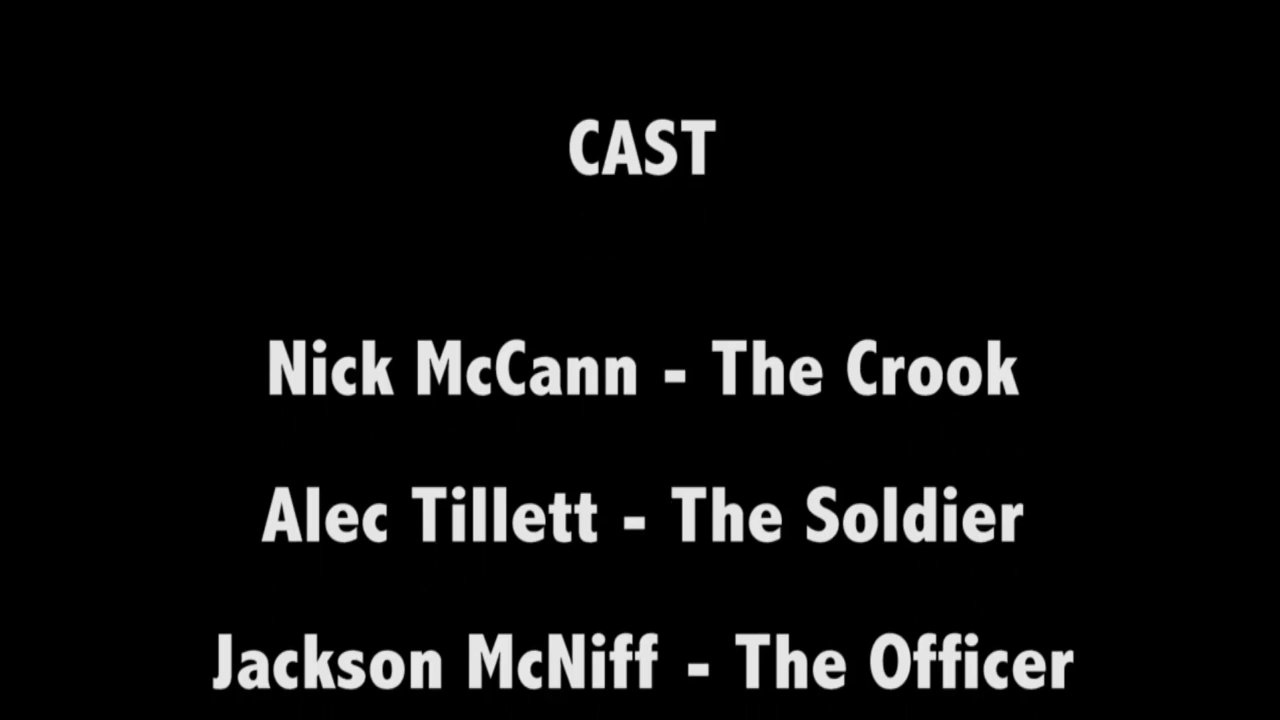 CAST
Nick McCann - The Crook
Alec Tillett - The Soldier
Jackson McNiff - The Officer